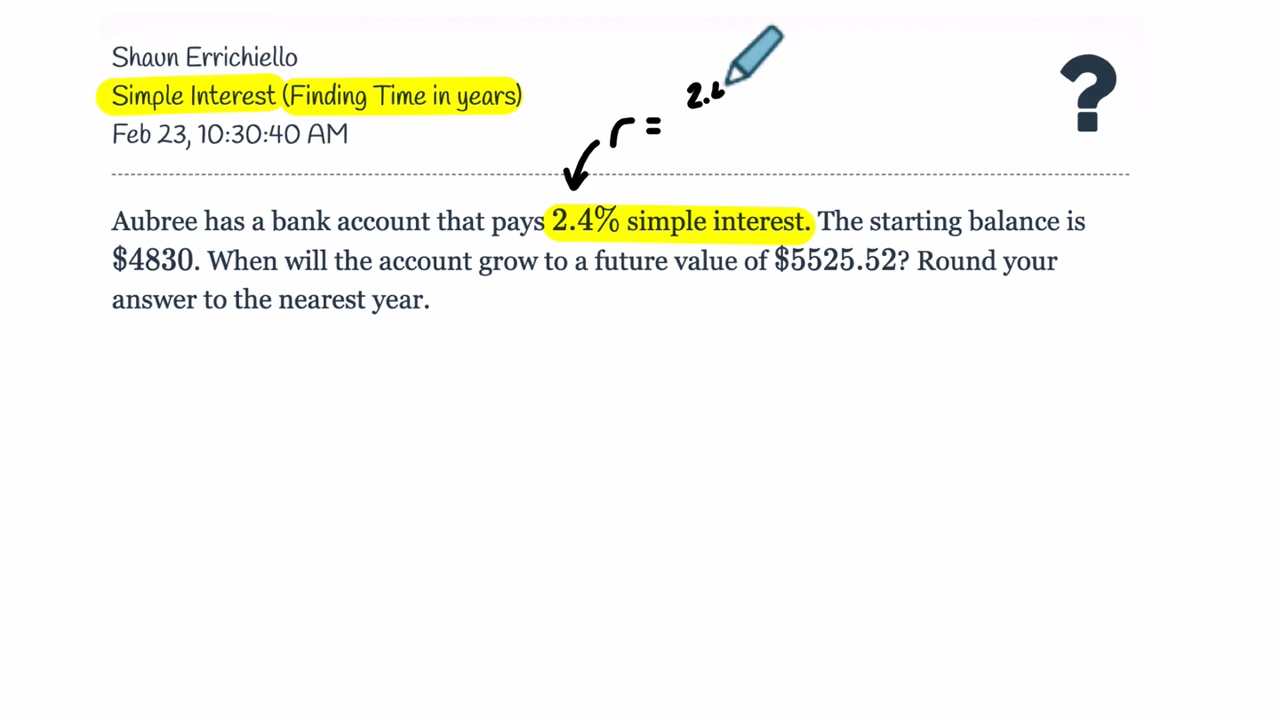 Shaun Errichiello
Simple Interest (Finding Time in years)
Feb 23, 10:30:40 AM
?
2.
r =
Aubree has a bank account that pays 2.4% simple interest. The starting balance is
$4830. When will the account grow to a future value of $5525.52? Round your
answer to the nearest year.